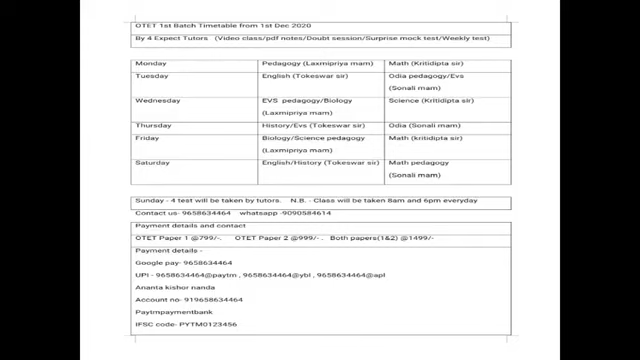 OTET 1st Batch Timetable from 1st Dec 2020
By 4 Expect Tutors (Video class/pdf notes/Doubt session/Surprise mock test/Weekly test)
Monday Pedagogy (Laxmipriya mam) Math (Kritidipta sir)
Tuesday English (Tokeswar sir) Odia pedagogy/Evs
(Sonali mam)
Wednesday EVS pedagogy/Biology Science (Kritidipta sir)
(Laxmipriya mam)
Thursday History/Evs (Tokeswar sir) Odia (Sonali mam)
Friday Biology/Science pedagogy Math (kritidipta sir)
(Laxmipriya mam)
Saturday English/History (Tokeswar sir) Math pedagogy
(Sonali mam)
Sunday - 4 test will be taken by tutors. N.B. - Class will be taken 8am and 6pm everyday
Contact us- 9658634464 whatsapp -9090584614
Payment details and contact
OTET Paper 1 @799/-. OTET Paper 2 @999/- . Both papers(1&2) @1499/-
Payment details -
Google pay- 9658634464
UPI - 9658634464@paytm , 9658634464@ybl , 9658634464@apl
Ananta kishor nanda
Account no- 919658634464
Paytmpaymentbank
IFSC code- PYTM0123456